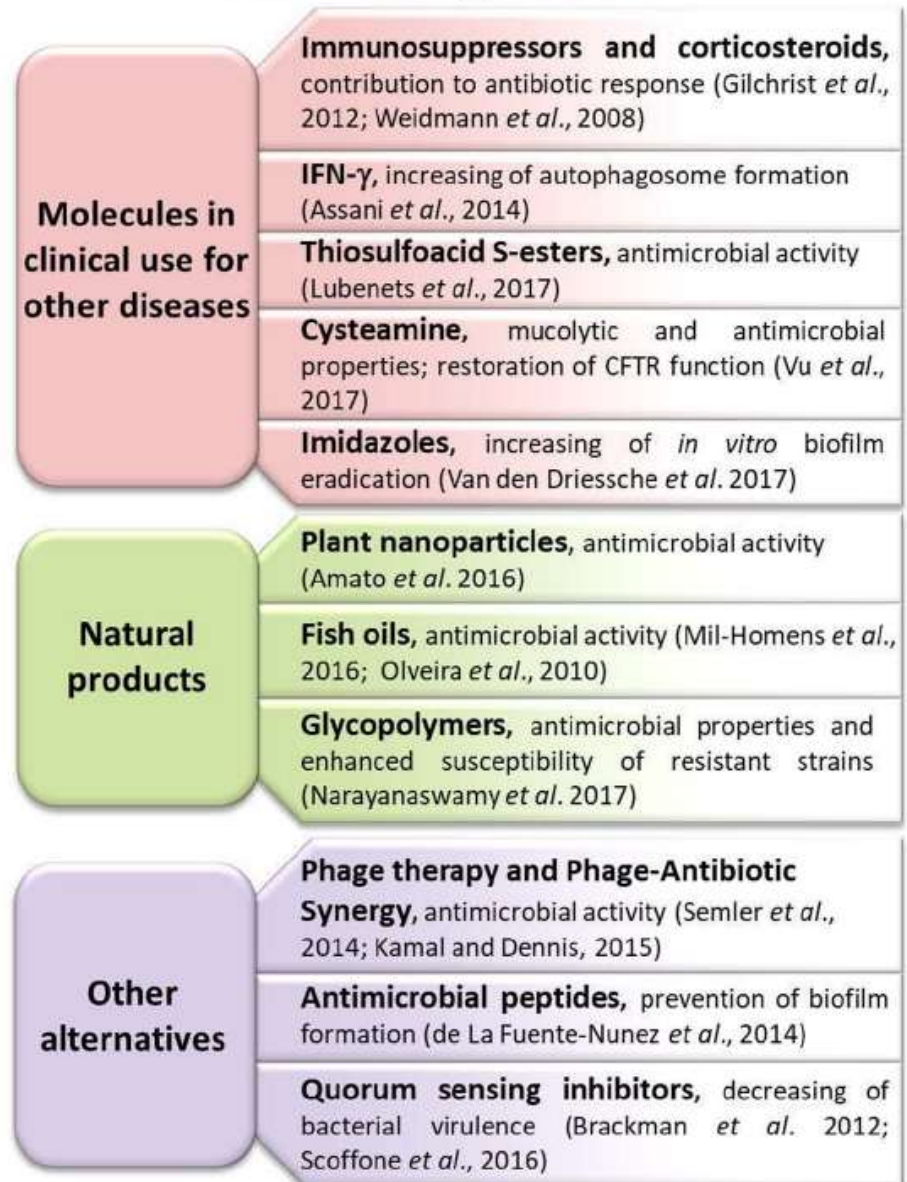 Molecules in
clinical use for
other diseases
Immunosuppressors and corticosteroids,
contribution to antibiotic response (Gilchrist et al.,
2012; Weidmann et al., 2008)
IFN-γ, increasing of autophagosome formation
(Assani et al., 2014)
Thiosulfoacid S-esters, antimicrobial activity
(Lubenets et al., 2017)
Cysteamine, mucolytic and antimicrobial
properties; restoration of CFTR function (Vu et al.,
2017)
Imidazoles, increasing of in vitro biofilm
eradication (Van den Driessche et al. 2017)
Natural
products
Plant nanoparticles, antimicrobial activity
(Amato et al. 2016)
Fish oils, antimicrobial activity (Mil-Homens et al.,
2016; Olveira et al., 2010)
Glycopolymers, antimicrobial properties and
enhanced susceptibility of resistant strains
(Narayanaswamy et al. 2017)
Other
alternatives
Phage therapy and Phage-Antibiotic
Synergy, antimicrobial activity (Semler et al.,
2014; Kamal and Dennis, 2015)
Antimicrobial peptides, prevention of biofilm
formation (de La Fuente-Nunez et al., 2014)
Quorum sensing inhibitors, decreasing of
bacterial virulence (Brackman et al. 2012;
Scoffone et al., 2016)